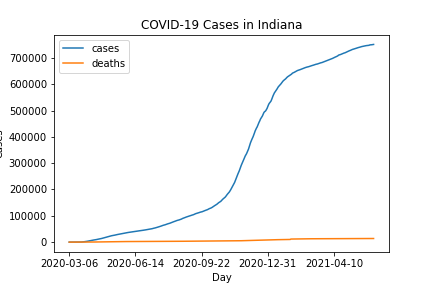 COVID-19 Cases in Indiana
cases
deaths
700000
600000
500000
400000
300000
200000
100000
0
cases
2020-03-06 2020-06-14 2020-09-22 2020-12-31 2021-04-10
Day